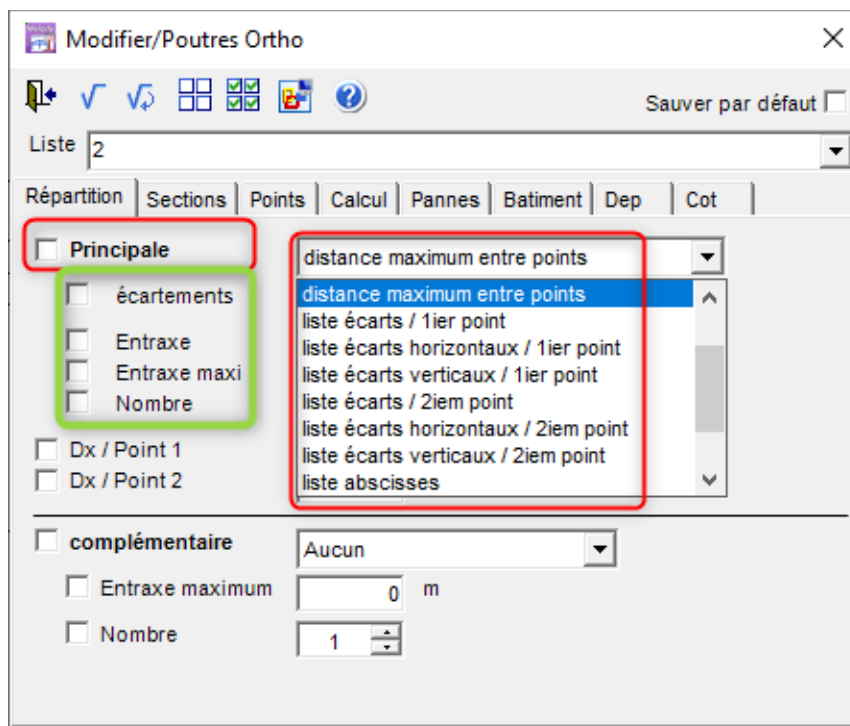 Modifier/Poutres Ortho
Sauver par défaut
Liste 2
Répartition Sections Points Calcul Pannes Batiment Dep Cot
Principale distance maximum entre points
écartements distance maximum entre points
liste écarts / 1ier point
liste écarts horizontaux / 1ier point
Entraxe
liste écarts verticaux / 1ier point
Entraxe maxi
liste écarts / 2iem point
Nombre
liste écarts horizontaux / 2iem point
Dx / Point 1
liste écarts verticaux / 2iem point
Dx / Point 2 liste abscisses
complémentaire Aucun
Entraxe maximum 0 m
Nombre 1